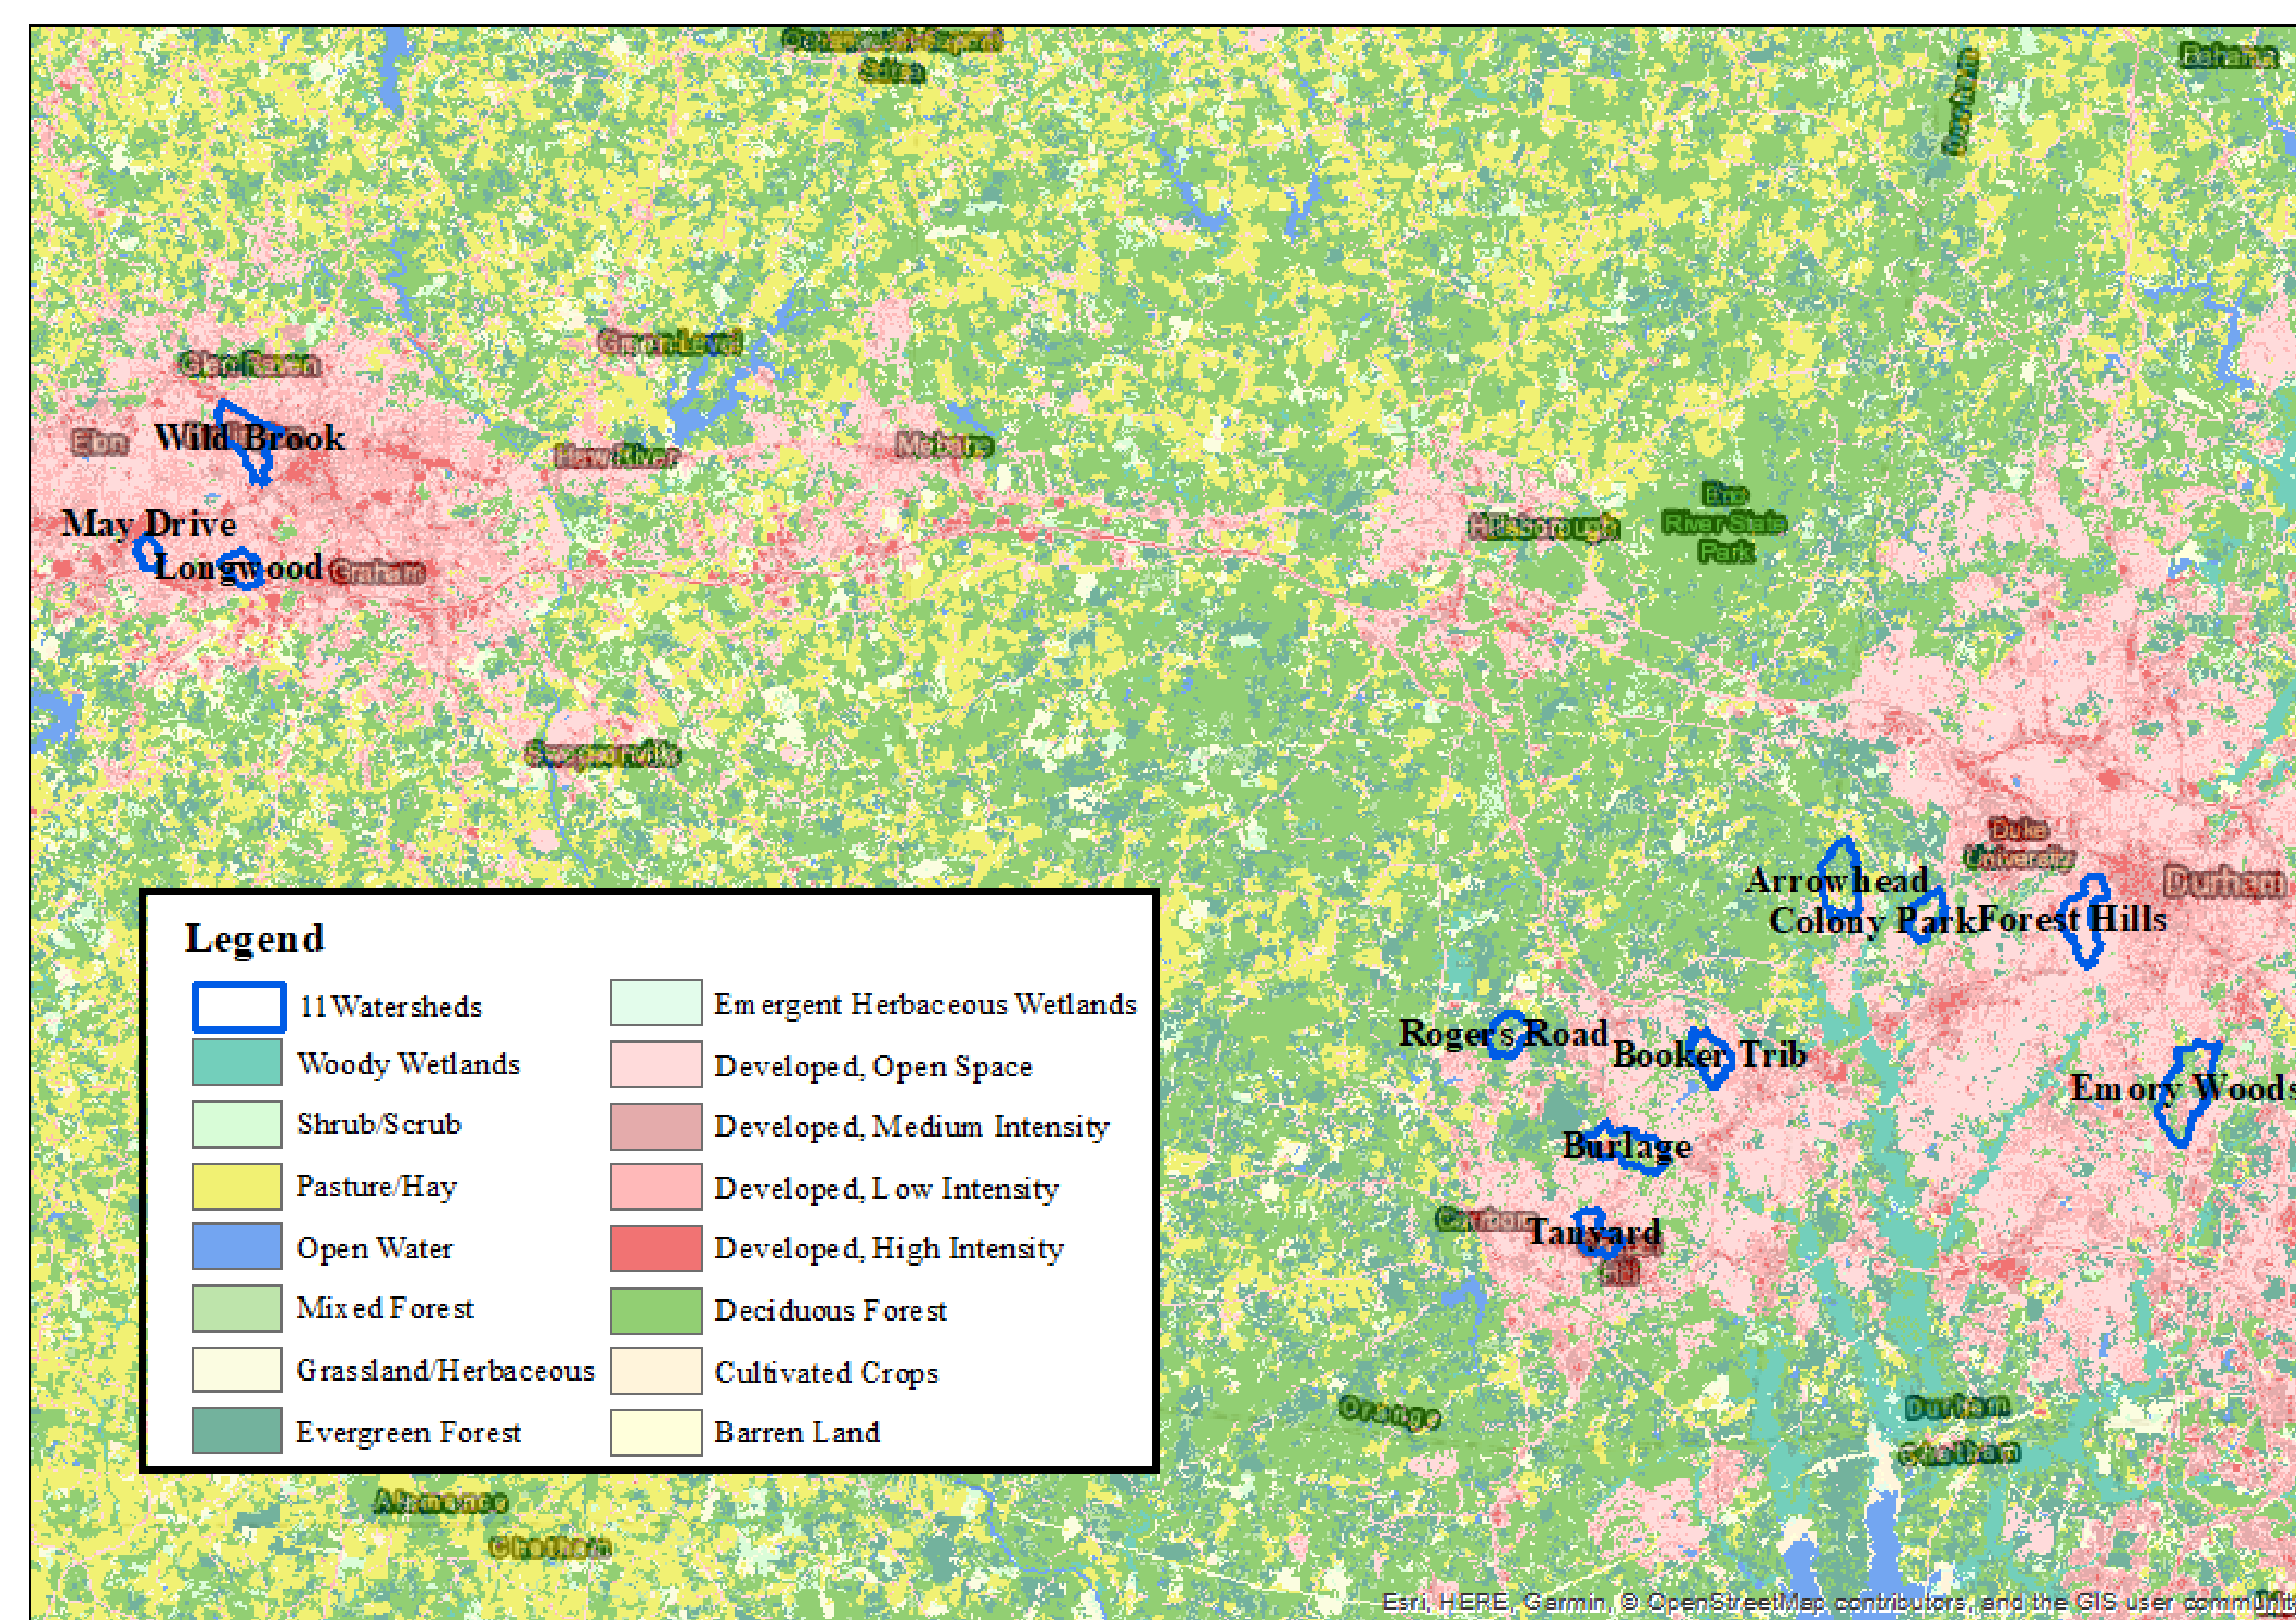 Bahama
Glen Raven
Green Level
Elon
Wild Brook
Haw River
Mebane
May Drive
Longwood
Graham
Hillsborough
Eno
River State
Park
Swepsonville
Duke
University
Durham
Arrowhead
Colony Park
Forest Hills
Rogers Road
Booker Trib
Emory Woods
Burlage
Carrboro
Tanyard
Hill
Orange
Durham
Chatham
Alamance
Chatham
Legend
11Watersheds
Woody Wetlands
Shrub/Scrub
Pasture/Hay
Open Water
Mixed Forest
Grassland/Herbaceous
Evergreen Forest
Emergent Herbaceous Wetlands
Developed, Open Space
Developed, Medium Intensity
Developed, Low Intensity
Developed, High Intensity
Deciduous Forest
Cultivated Crops
Barren Land
Esri, HERE, Garmin, © OpenStreetMap contributors, and the GIS user community